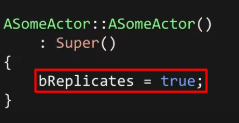 ASomeActor::ASomeActor()
    : Super()
{
    bReplicates = true;
}